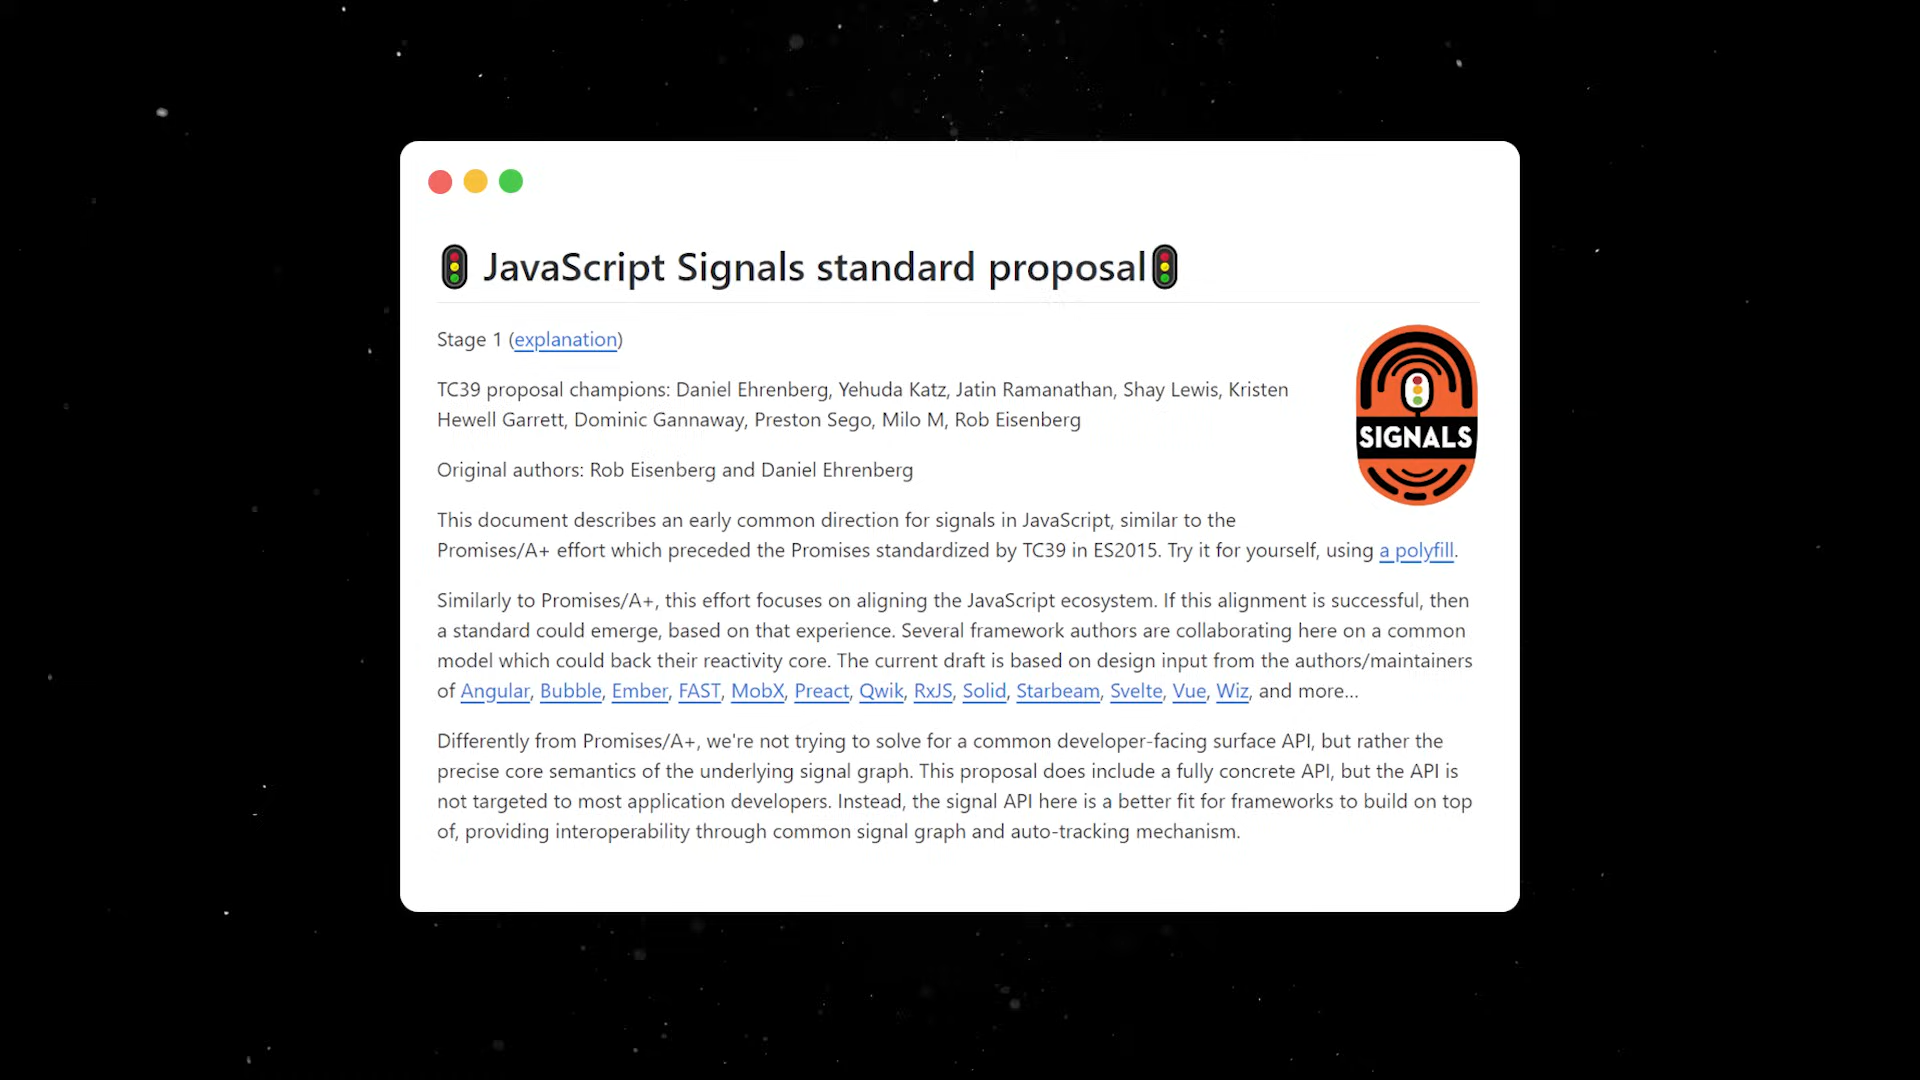 🚦 JavaScript Signals standard proposal🚦
Stage 1 (explanation)
TC39 proposal champions: Daniel Ehrenberg, Yehuda Katz, Jatin Ramanathan, Shay Lewis, Kristen
Hewell Garrett, Dominic Gannaway, Preston Sego, Milo M, Rob Eisenberg
Original authors: Rob Eisenberg and Daniel Ehrenberg
SIGNALS
This document describes an early common direction for signals in JavaScript, similar to the
Promises/A+ effort which preceded the Promises standardized by TC39 in ES2015. Try it for yourself, using a polyfill.
Similarly to Promises/A+, this effort focuses on aligning the JavaScript ecosystem. If this alignment is successful, then
a standard could emerge, based on that experience. Several framework authors are collaborating here on a common
model which could back their reactivity core. The current draft is based on design input from the authors/maintainers
of Angular, Bubble, Ember, FAST, MobX, Preact, Qwik, RxJS, Solid, Starbeam, Svelte, Vue, Wiz, and more...
Differently from Promises/A+, we're not trying to solve for a common developer-facing surface API, but rather the
precise core semantics of the underlying signal graph. This proposal does include a fully concrete API, but the API is
not targeted to most application developers. Instead, the signal API here is a better fit for frameworks to build on top
of, providing interoperability through common signal graph and auto-tracking mechanism.